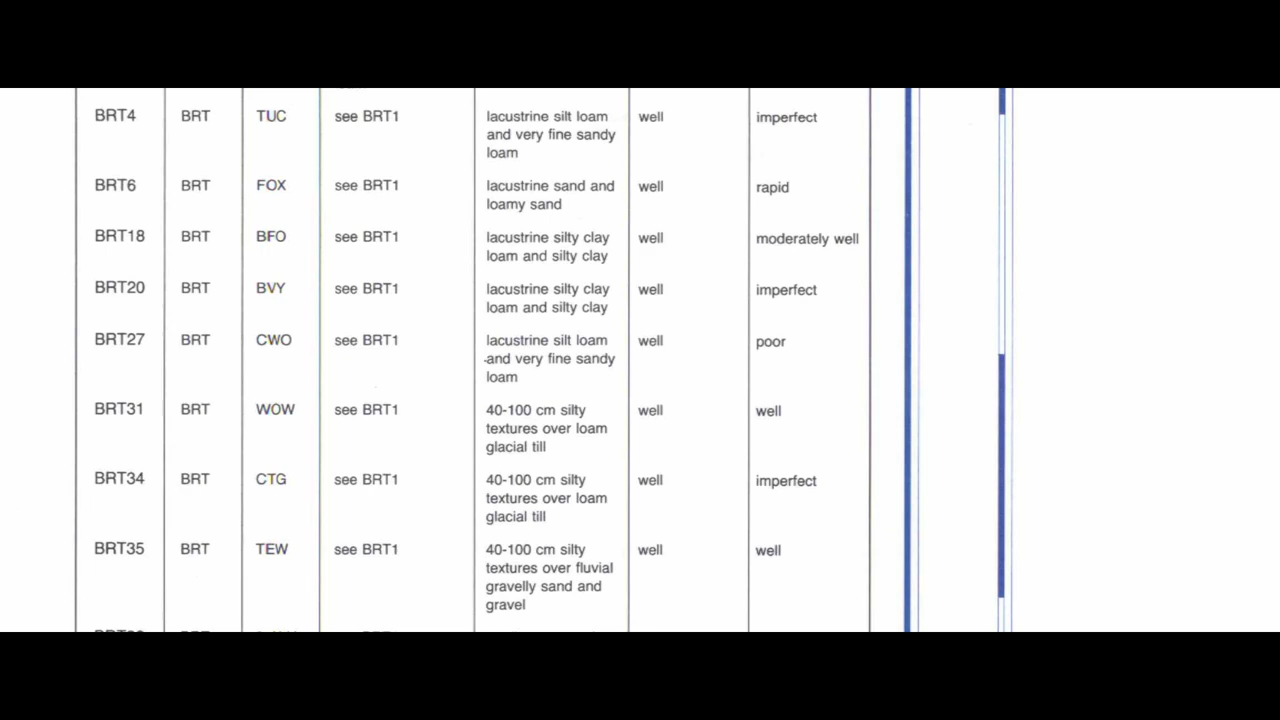 BRT4 BRT TUC see BRT1 lacustrine silt loam well imperfect
and very fine sandy
loam
BRT6 BRT FOX see BRT1 lacustrine sand and well rapid
loamy sand
BRT18 BRT BFO see BRT1 lacustrine silty clay well moderately well
loam and silty clay
BRT20 BRT BVY see BRT1 lacustrine silty clay well imperfect
loam and silty clay
BRT27 BRT CWO see BRT1 lacustrine silt loam well poor
and very fine sandy
loam
BRT31 BRT WOW see BRT1 40-100 cm silty well well
textures over loam
glacial till
BRT34 BRT CTG see BRT1 40-100 cm silty well imperfect
textures over loam
glacial till
BRT35 BRT TEW see BRT1 40-100 cm silty well well
textures over fluvial
gravelly sand and
gravel